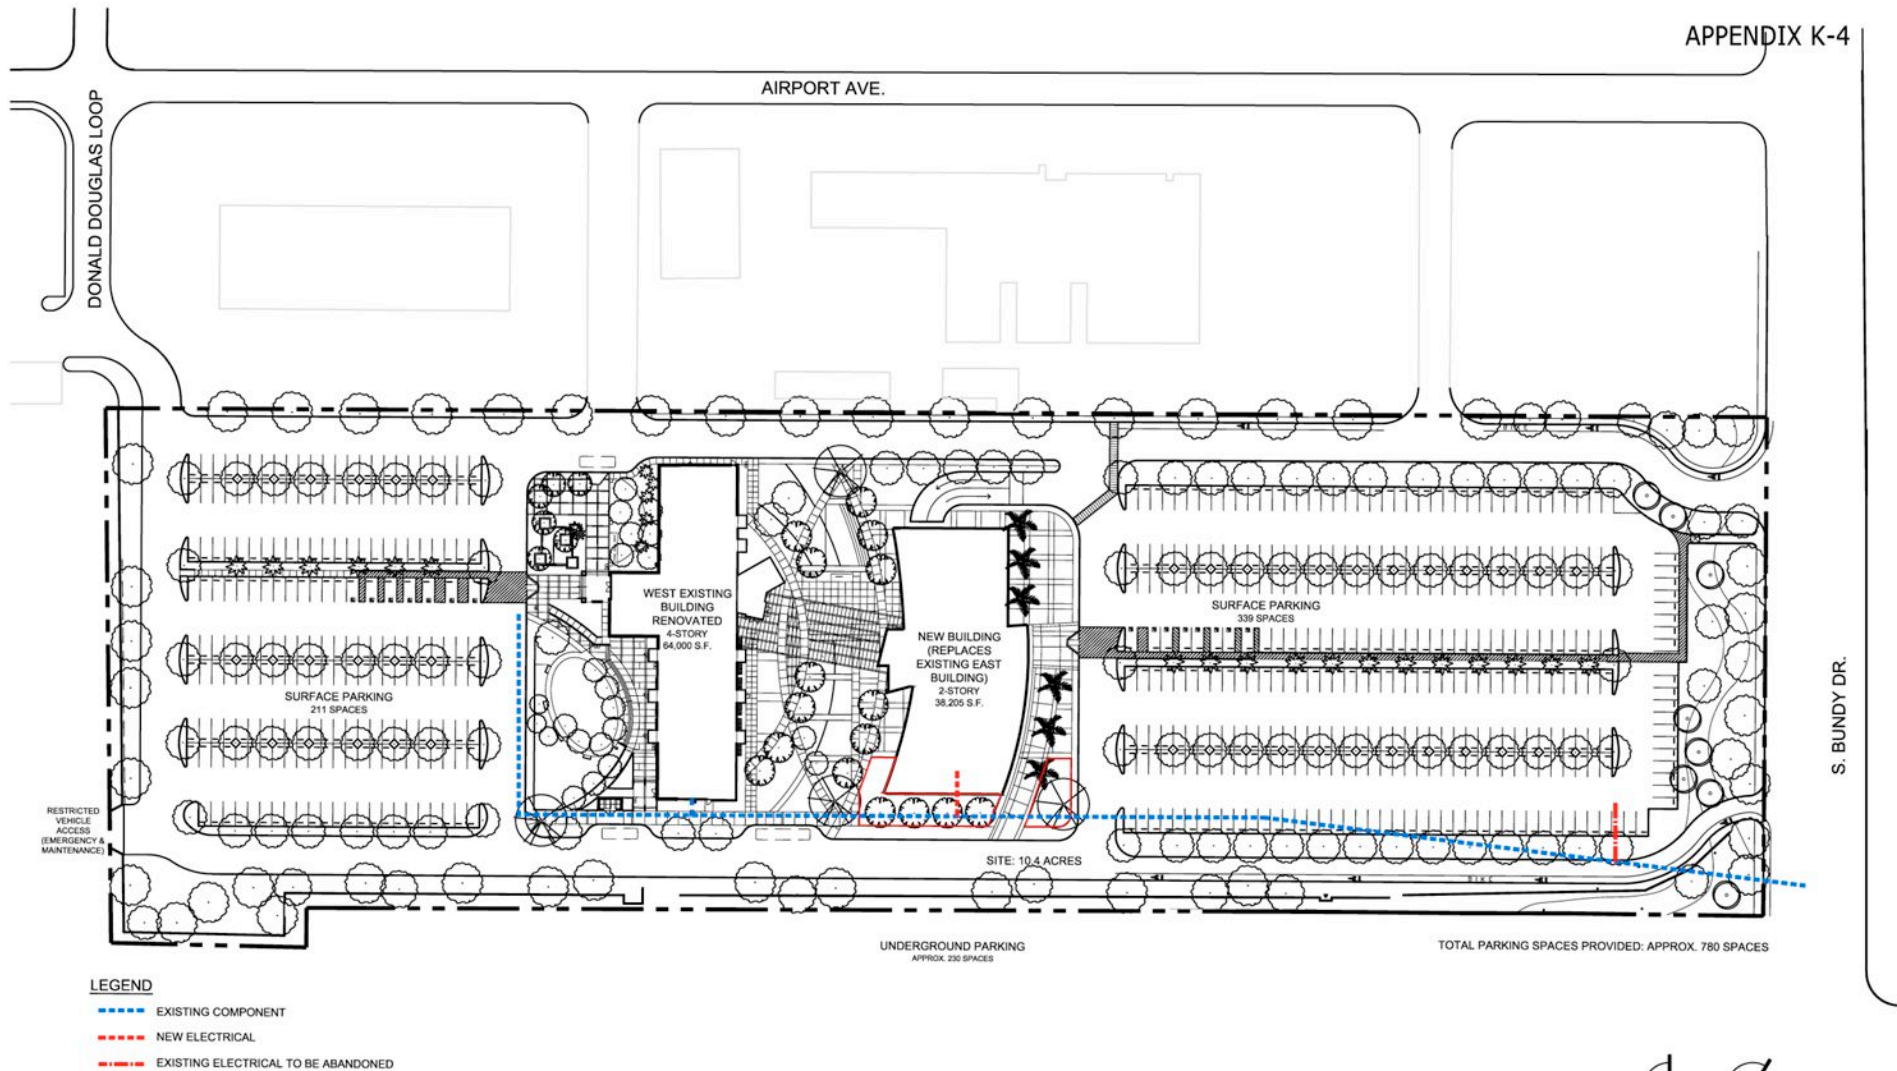 APPENDIX K-4
AIRPORT AVE.
DONALD DOUGLAS LOOP
WEST EXISTING
BUILDING
RENOVATED
4-STORY
64,000 S.F.
NEW BUILDING
(REPLACES
EXISTING EAST
BUILDING)
2-STORY
38,205 S.F.
SURFACE PARKING
339 SPACES
SURFACE PARKING
211 SPACES
S. BUNDY DR.
RESTRICTED
VEHICLE
ACCESS
(EMERGENCY &
MAINTENANCE)
SITE: 10.4 ACRES
UNDERGROUND PARKING
APPROX. 230 SPACES
TOTAL PARKING SPACES PROVIDED: APPROX. 780 SPACES
LEGEND
EXISTING COMPONENT
NEW ELECTRICAL
EXISTING ELECTRICAL TO BE ABANDONED